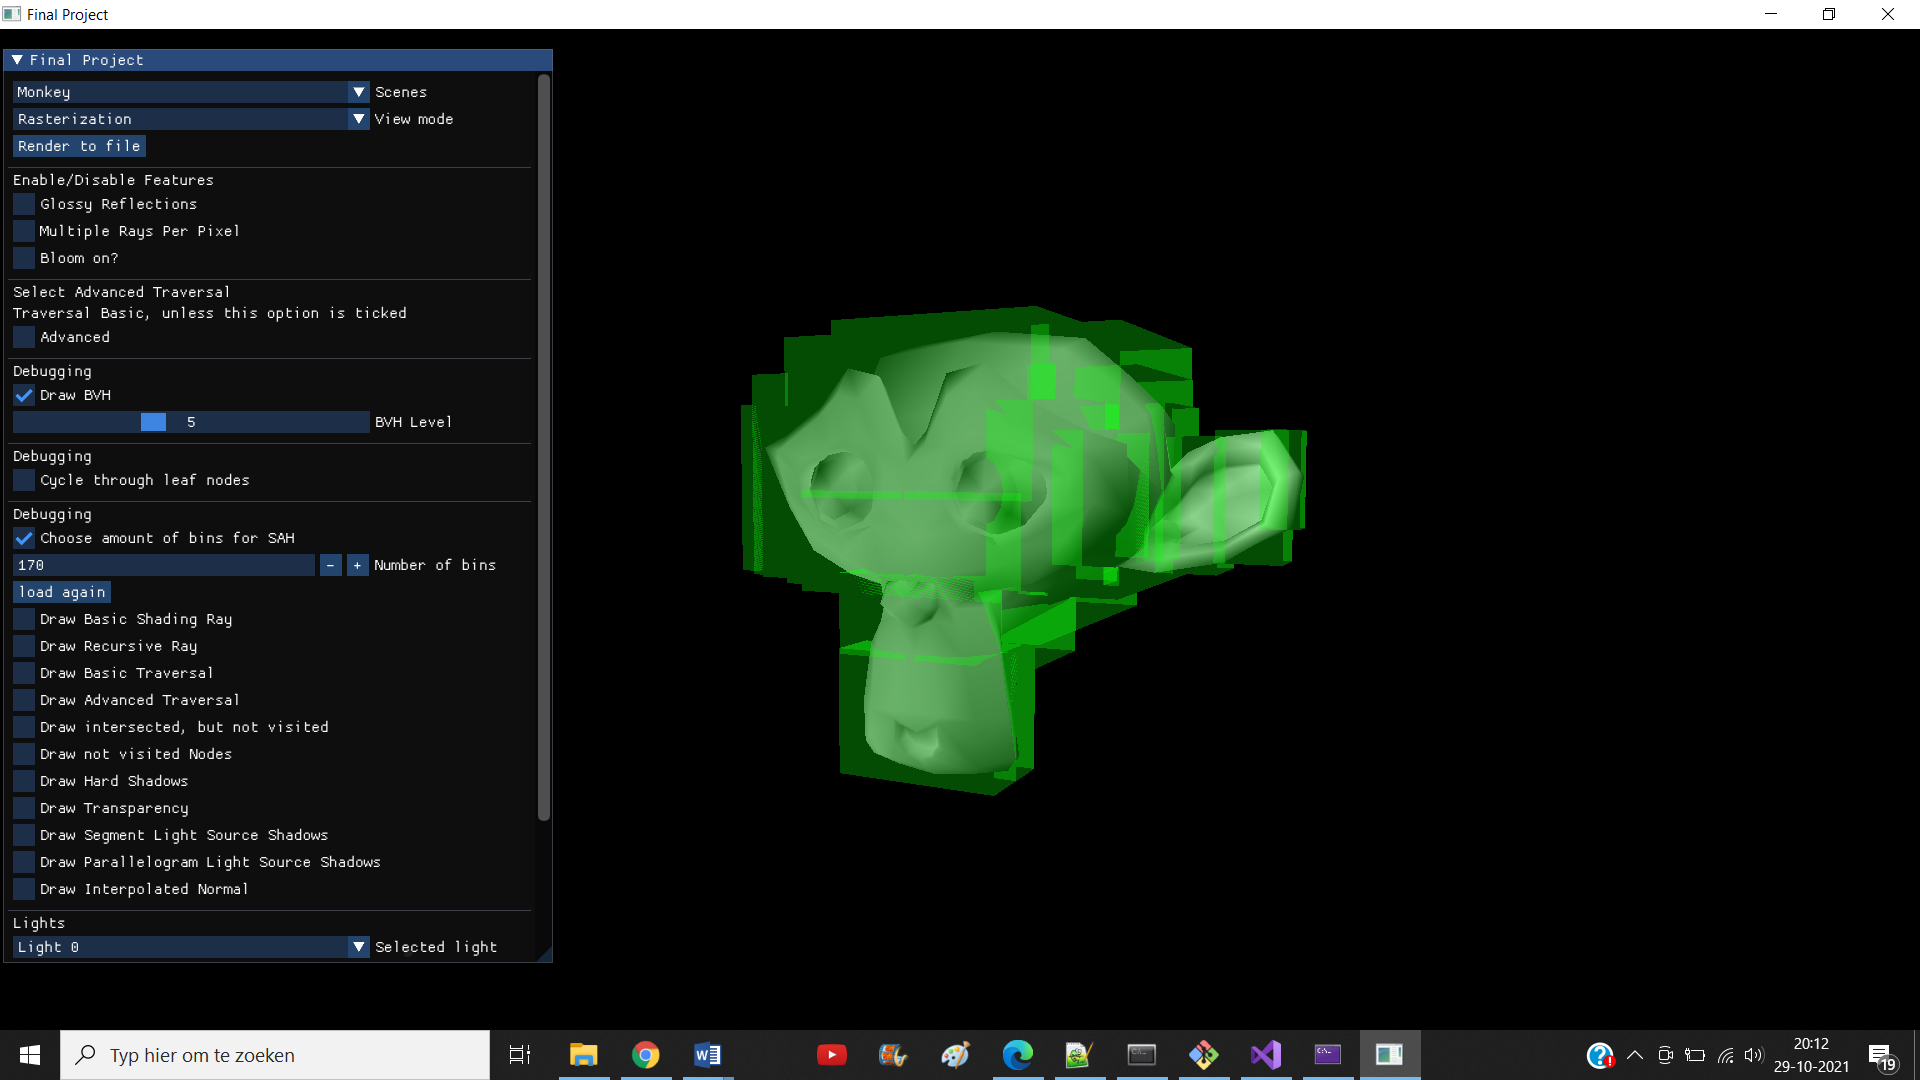 Final Project
Final Project
Monkey Scenes
Rasterization View mode
Render to file
Enable/Disable Features
Glossy Reflections
Multiple Rays Per Pixel
Bloom on?
Select Advanced Traversal
Traversal Basic, unless this option is ticked
Advanced
Debugging
Draw BVH
5 BVH Level
Debugging
Cycle through leaf nodes
Debugging
Choose amount of bins for SAH
170 - + Number of bins
load again
Draw Basic Shading Ray
Draw Recursive Ray
Draw Basic Traversal
Draw Advanced Traversal
Draw intersected, but not visited
Draw not visited Nodes
Draw Hard Shadows
Draw Transparency
Draw Segment Light Source Shadows
Draw Parallelogram Light Source Shadows
Draw Interpolated Normal
Lights
Light 0 Selected light
Typ hier om te zoeken
20:12
29-10-2021
19